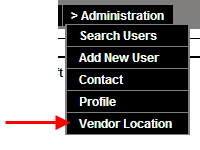 > Administration
Search Users
Add New User
Contact
Profile
Vendor Location